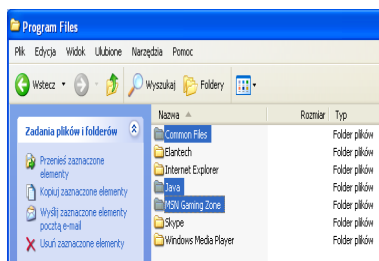 Program Files
Plik Edycja Widok Ulubione Narzędzia Pomoc
Wstecz Wyszukaj Foldery
Nazwa Rozmiar Typ
Zadania plików i folderów
Przenieś zaznaczone elementy
Kopiuj zaznaczone elementy
Wyślij zaznaczone elementy pocztą e-mail
Usuń zaznaczone elementy
Common Files Folder plików
Elantech Folder plików
Internet Explorer Folder plików
Java Folder plików
MSN Gaming Zone Folder plików
Skype Folder plików
Windows Media Player Folder plików